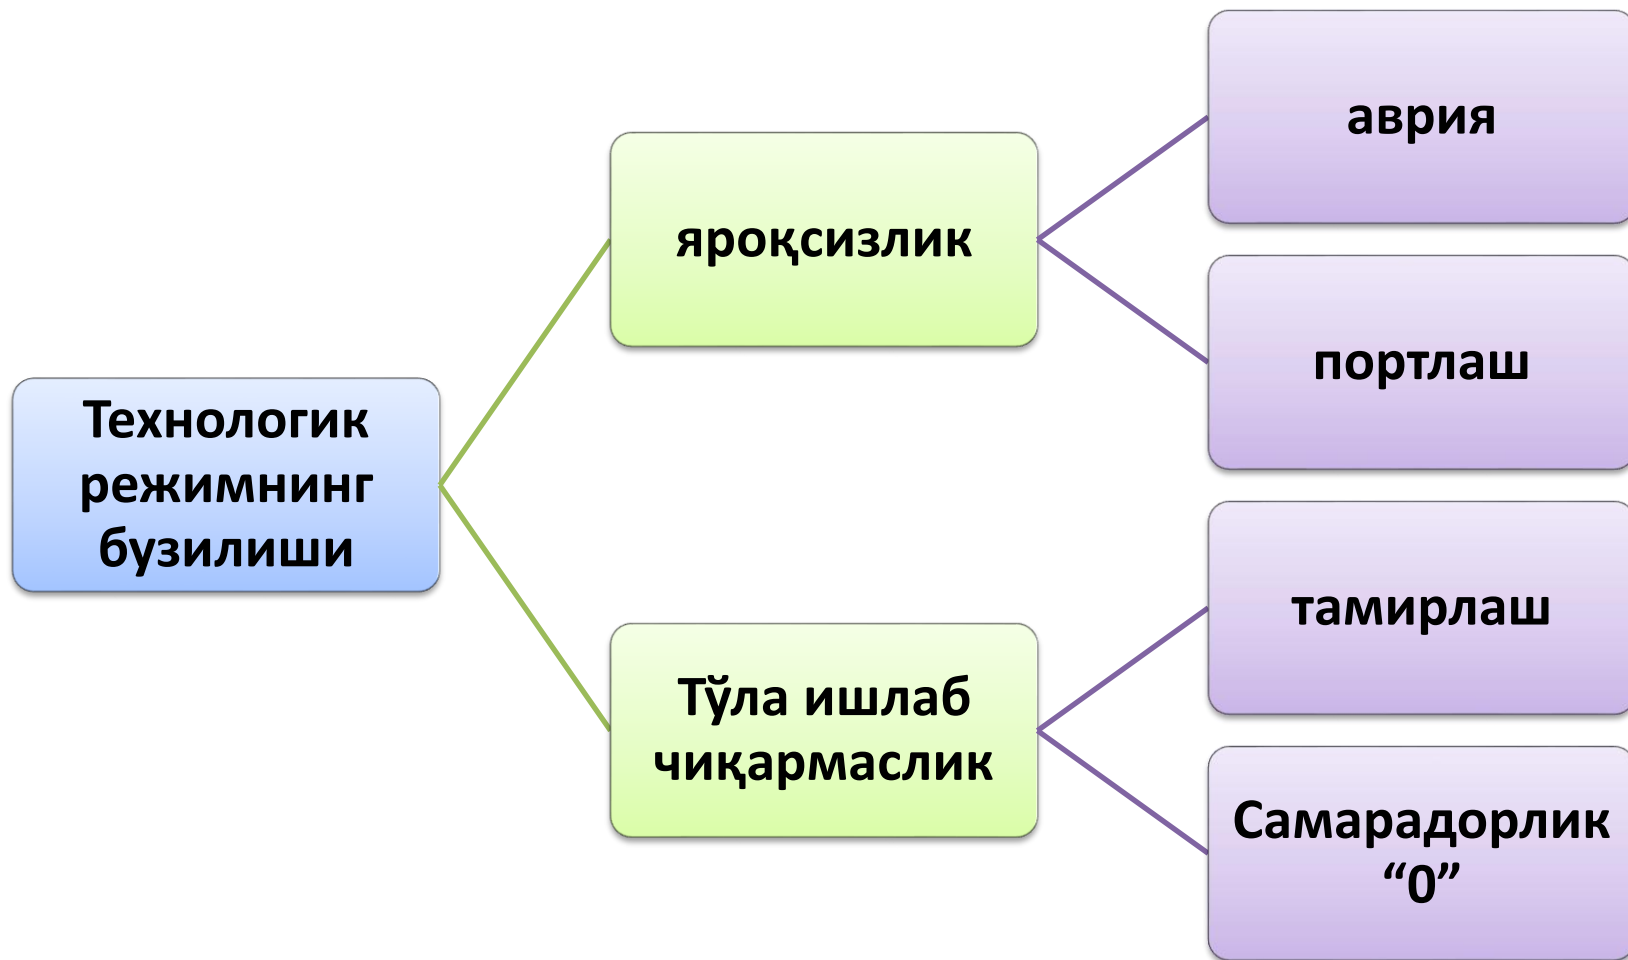 Технологик
режимнинг
бузилиши
яроқсизлик
Тўла ишлаб
чиқармаслик
аврия
портлаш
тамирлаш
Самарадорлик
“0”